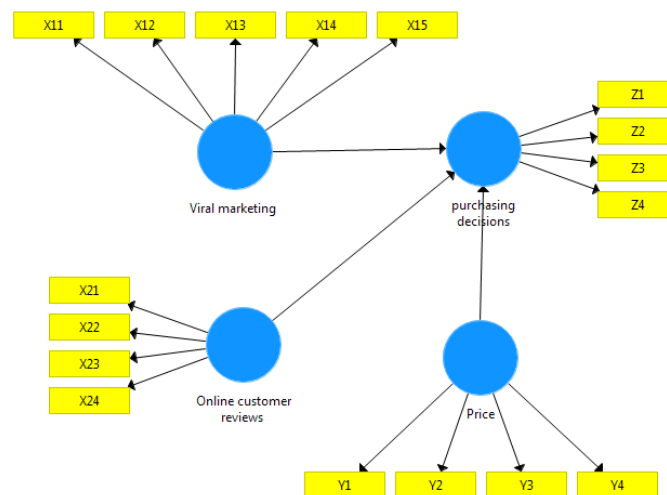 X11
X12
X13
X14
X15
Z1
Z2
Z3
Z4
Viral marketing
purchasing
decisions
X21
X22
X23
X24
Online customer
reviews
Price
Y1
Y2
Y3
Y4